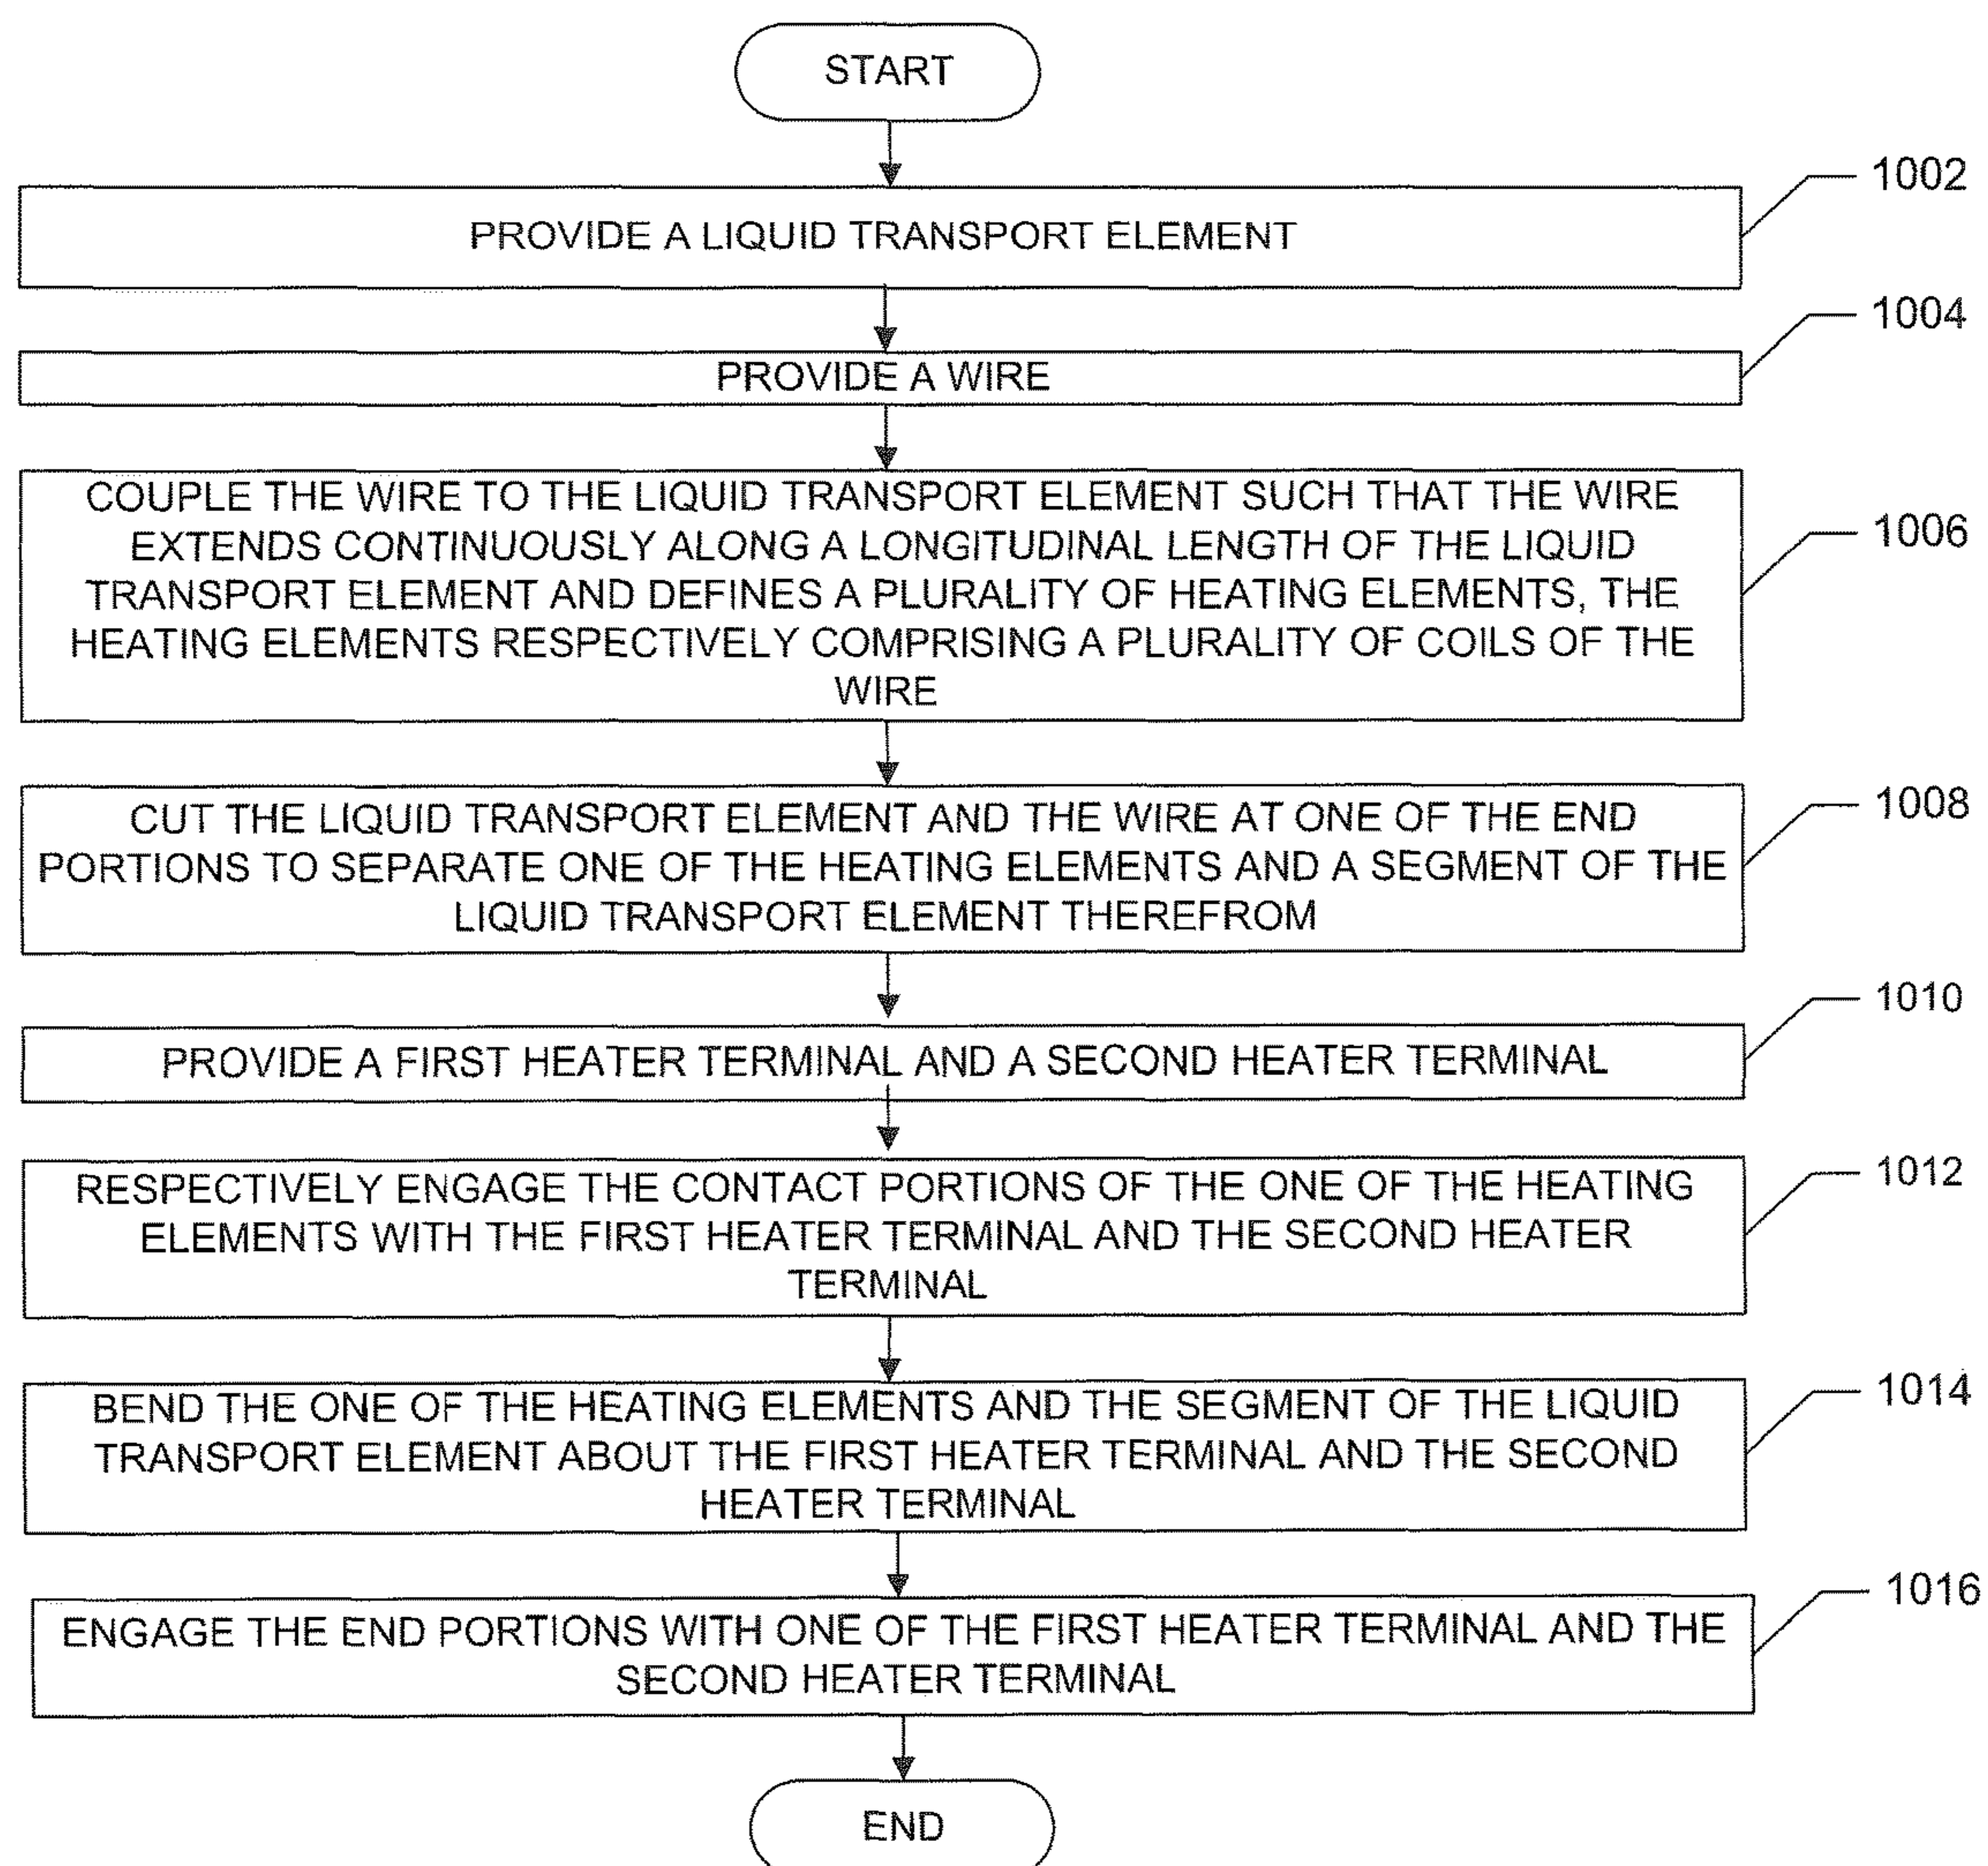 START
1002
PROVIDE A LIQUID TRANSPORT ELEMENT
1004
PROVIDE A WIRE
COUPLE THE WIRE TO THE LIQUID TRANSPORT ELEMENT SUCH THAT THE WIRE
EXTENDS CONTINUOUSLY ALONG A LONGITUDINAL LENGTH OF THE LIQUID
TRANSPORT ELEMENT AND DEFINES A PLURALITY OF HEATING ELEMENTS, THE
HEATING ELEMENTS RESPECTIVELY COMPRISING A PLURALITY OF COILS OF THE
WIRE
1006
CUT THE LIQUID TRANSPORT ELEMENT AND THE WIRE AT ONE OF THE END
PORTIONS TO SEPARATE ONE OF THE HEATING ELEMENTS AND A SEGMENT OF THE
LIQUID TRANSPORT ELEMENT THEREFROM
1008
1010
PROVIDE A FIRST HEATER TERMINAL AND A SECOND HEATER TERMINAL
RESPECTIVELY ENGAGE THE CONTACT PORTIONS OF THE ONE OF THE HEATING
ELEMENTS WITH THE FIRST HEATER TERMINAL AND THE SECOND HEATER
TERMINAL
1012
BEND THE ONE OF THE HEATING ELEMENTS AND THE SEGMENT OF THE LIQUID
TRANSPORT ELEMENT ABOUT THE FIRST HEATER TERMINAL AND THE SECOND
HEATER TERMINAL
1014
ENGAGE THE END PORTIONS WITH ONE OF THE FIRST HEATER TERMINAL AND THE
SECOND HEATER TERMINAL
1016
END